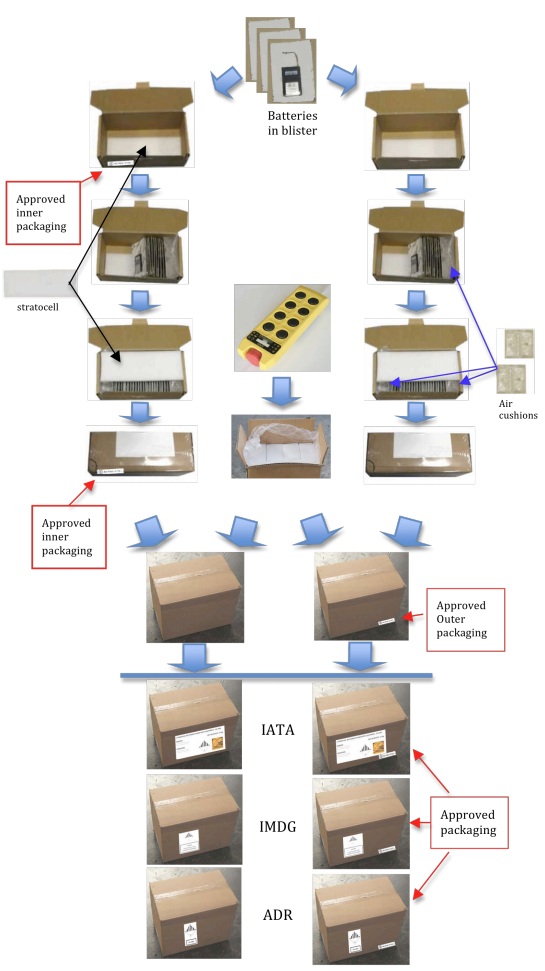 Batteries
in blister
Approved
inner
packaging
stratocell
Air
cushions
Approved
inner
packaging
Approved
Outer
packaging
IATA
IMDG
Approved
packaging
ADR